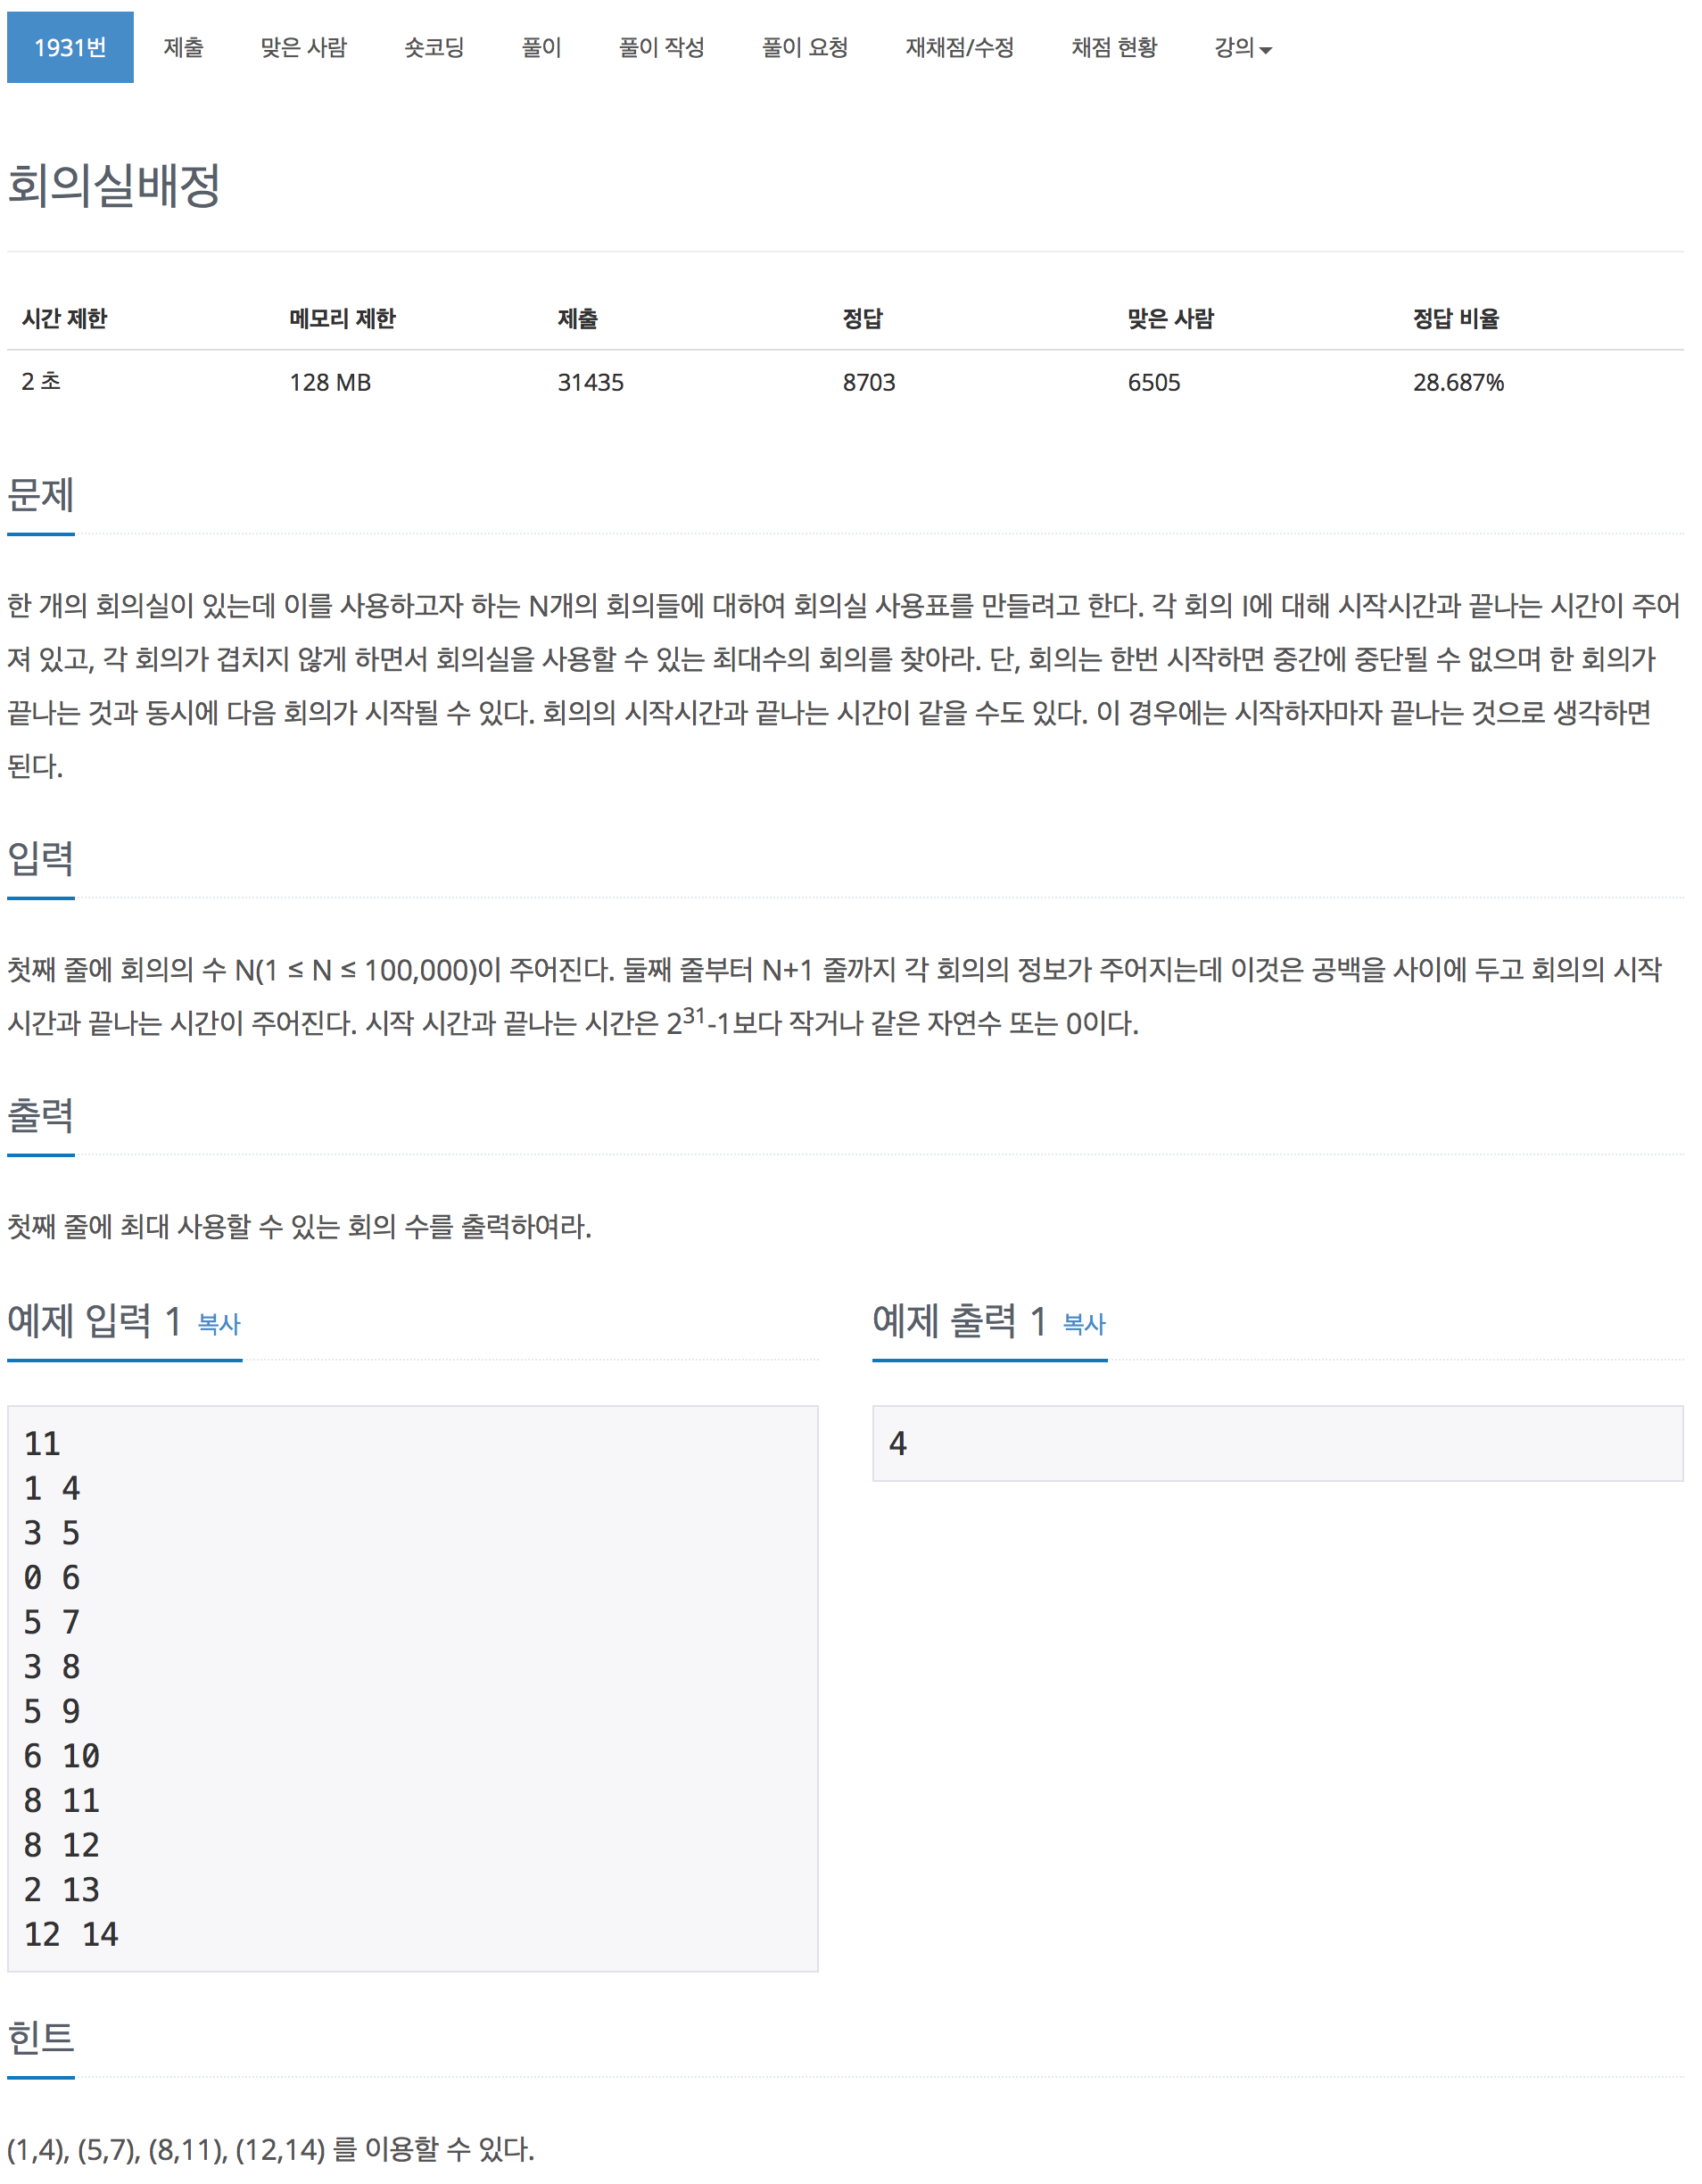 1931번 제출 맞은 사람 숏코딩 풀이 풀이 작성 풀이 요청 재채점/수정 채점 현황 강의
회의실배정
시간 제한 메모리 제한 제출 정답 맞은 사람 정답 비율
2 초 128 MB 31435 8703 6505 28.687%
문제
한 개의 회의실이 있는데 이를 사용하고자 하는 N개의 회의들에 대하여 회의실 사용표를 만들려고 한다. 각 회의 I에 대해 시작시간과 끝나는 시간이 주어
져 있고, 각 회의가 겹치지 않게 하면서 회의실을 사용할 수 있는 최대수의 회의를 찾아라. 단, 회의는 한번 시작하면 중간에 중단될 수 없으며 한 회의가
끝나는 것과 동시에 다음 회의가 시작될 수 있다. 회의의 시작시간과 끝나는 시간이 같을 수도 있다. 이 경우에는 시작하자마자 끝나는 것으로 생각하면
된다.
입력
첫째 줄에 회의의 수 N(1 ≤ N ≤ 100,000)이 주어진다. 둘째 줄부터 N+1 줄까지 각 회의의 정보가 주어지는데 이것은 공백을 사이에 두고 회의의 시작
시간과 끝나는 시간이 주어진다. 시작 시간과 끝나는 시간은 2³¹-1보다 작거나 같은 자연수 또는 0이다.
출력
첫째 줄에 최대 사용할 수 있는 회의 수를 출력하여라.
예제 입력 1 복사
11
1 4
3 5
0 6
5 7
3 8
5 9
6 10
8 11
8 12
2 13
12 14
예제 출력 1 복사
4
힌트
(1,4), (5,7), (8,11), (12,14) 를 이용할 수 있다.